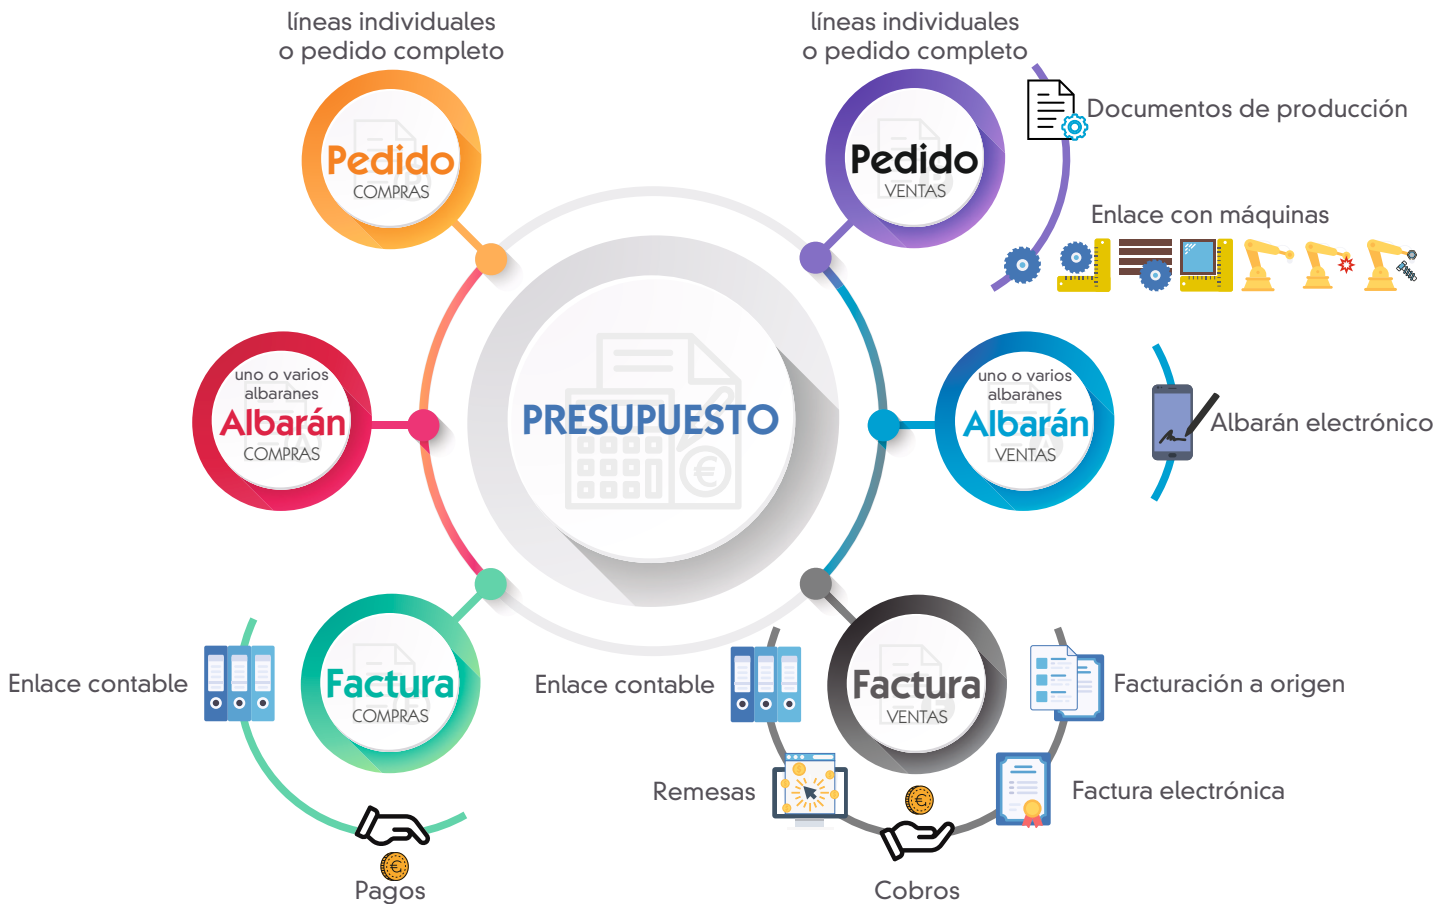 líneas individuales
o pedido completo
Pedido
COMPRAS
líneas individuales
o pedido completo
Pedido
VENTAS
Documentos de producción
Enlace con máquinas
uno o varios
albaranes
Albarán
COMPRAS
PRESUPUESTO
uno o varios
albaranes
Albarán
VENTAS
Albarán electrónico
Enlace contable
Factura
COMPRAS
Pagos
Enlace contable
Factura
VENTAS
Facturación a origen
Remesas
Factura electrónica
Cobros